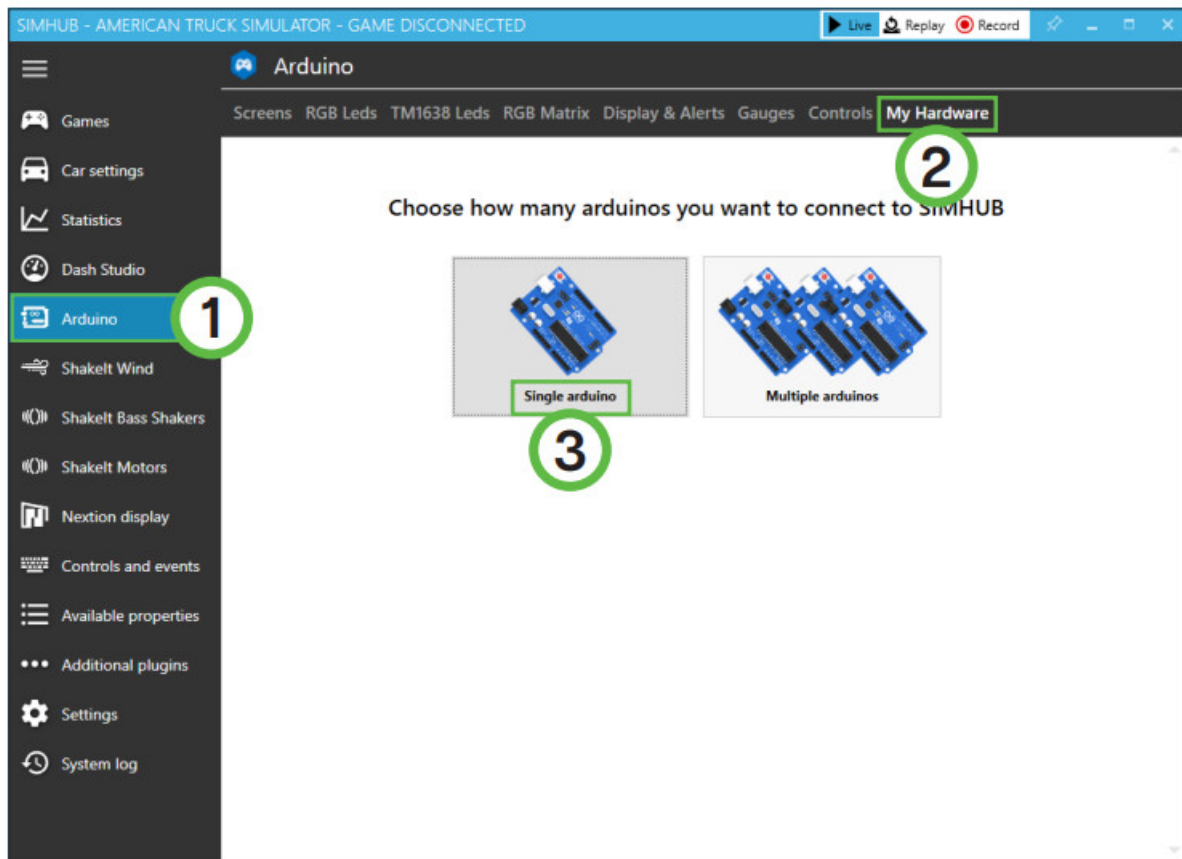 SIMHUB - AMERICAN TRUCK SIMULATOR - GAME DISCONNECTED
Live Replay Record
Arduino
Screens RGB Leds TM1638 Leds RGB Matrix Display & Alerts Gauges Controls My Hardware
2
Games
Car settings
Statistics
Dash Studio
Arduino
1
ShakeIt Wind
ShakeIt Bass Shakers
ShakeIt Motors
Nextion display
Controls and events
Available properties
Additional plugins
Settings
System log
Choose how many arduinos you want to connect to SIMHUB
Single arduino
3
Multiple arduinos